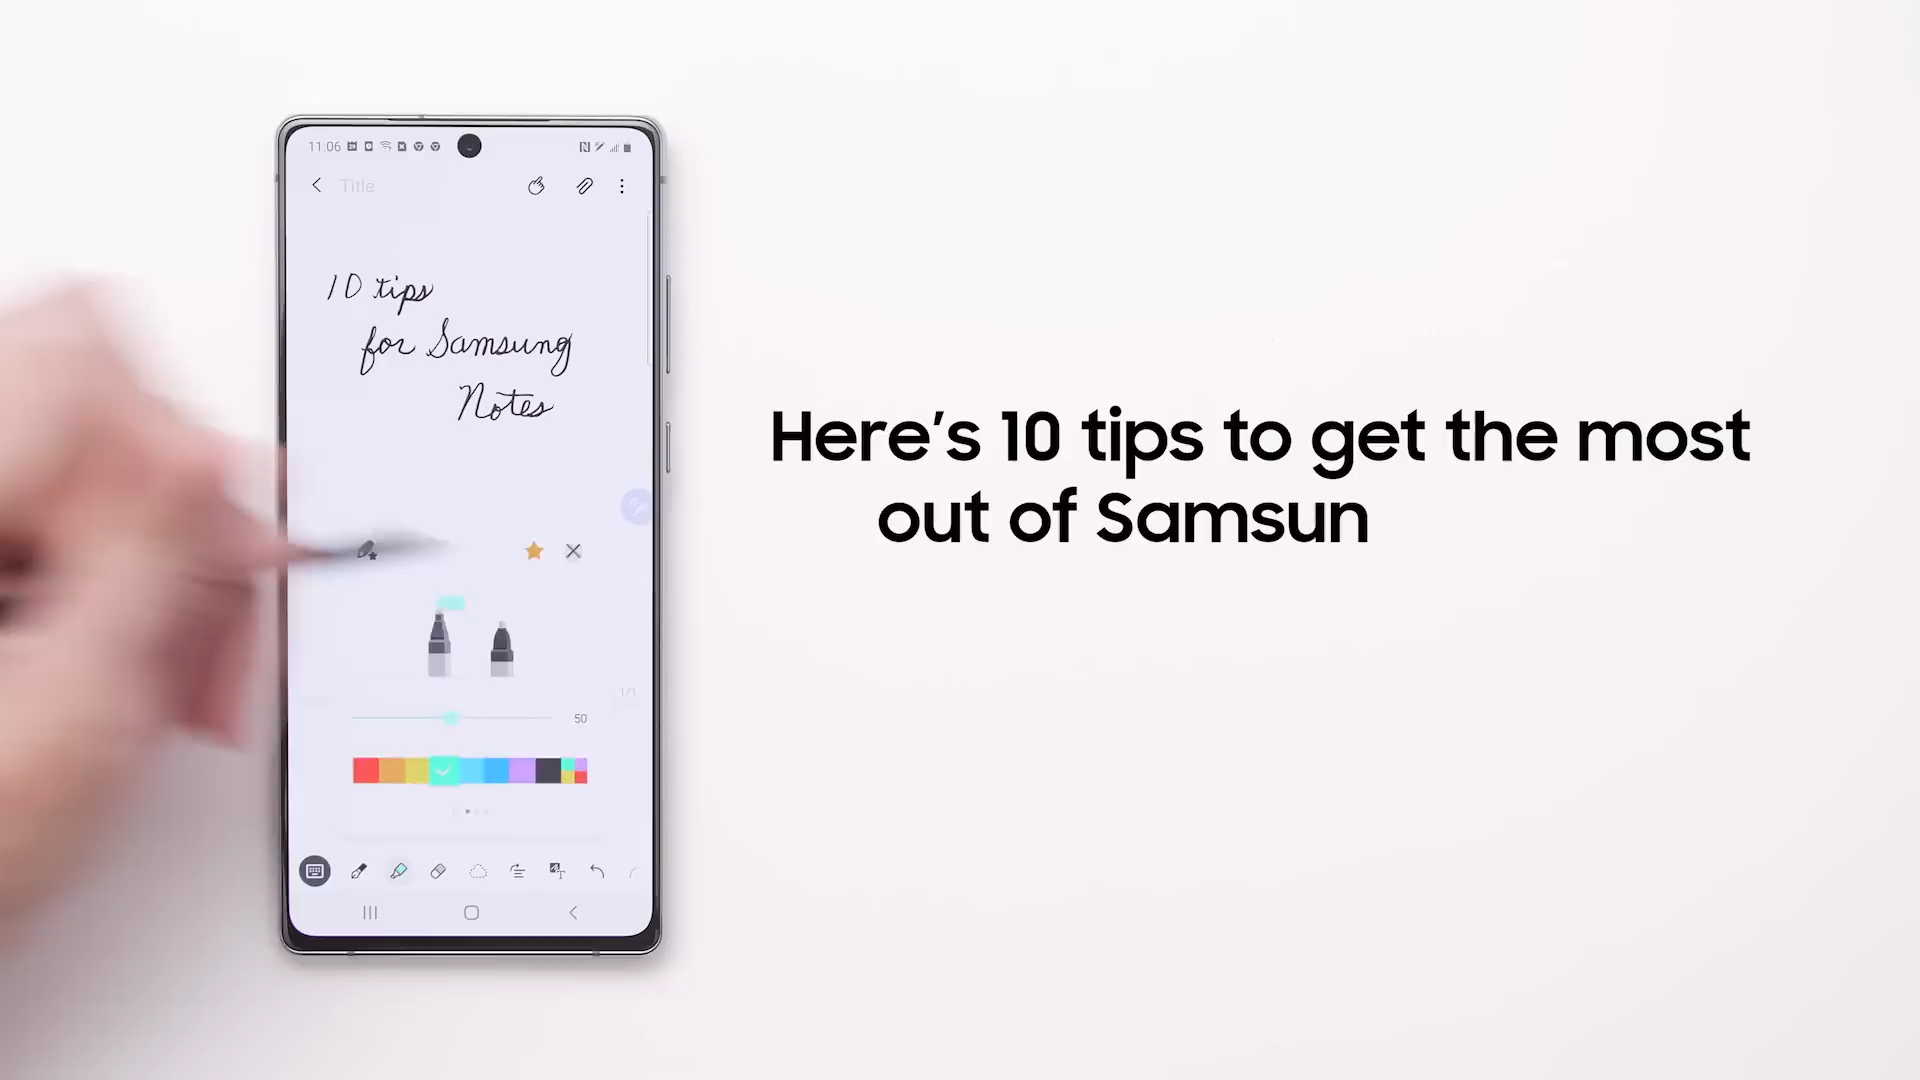 11:06
Title
10 tips
for Samsung
Notes
1/1
50
Here's 10 tips to get the most
out of Samsun